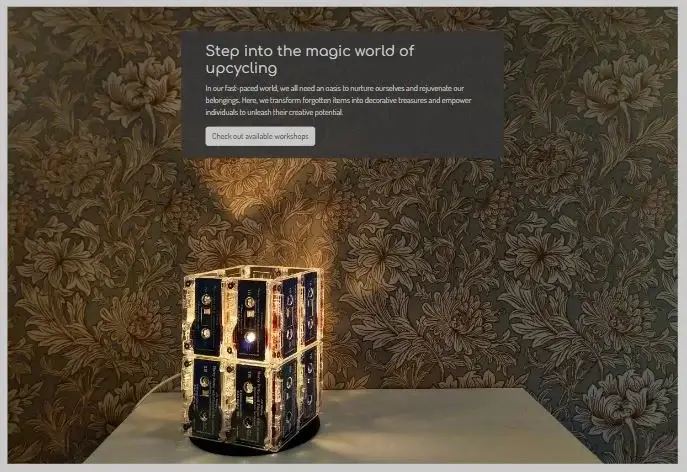 Step into the magic world of
upcycling
In our fast-paced world, we all need an oasis to nurture ourselves and rejuvenate our
belongings. Here, we transform forgotten items into decorative treasures and empower
individuals to unleash their creative potential.
Check out available workshops